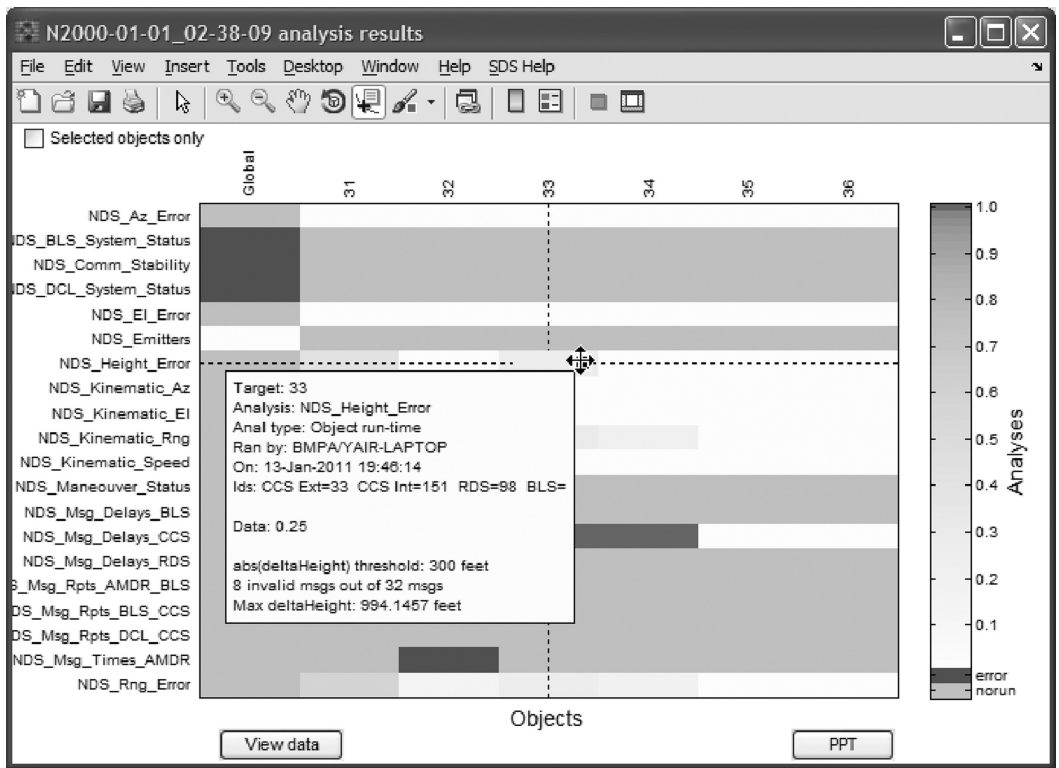 N2000-01-01_02-38-09 analysis results
File Edit View Insert Tools Desktop Window Help SDS Help
Selected objects only
Global 31 32 33 34 35 36
NDS_Az_Error
IDS_BLS_System_Status
NDS_Comm_Stability
IDS_DCL_System_Status
NDS_El_Error
NDS_Emitters
NDS_Height_Error
NDS_Kinematic_Az
NDS_Kinematic_El
NDS_Kinematic_Rng
NDS_Kinematic_Speed
NDS_Maneouver_Status
NDS_Msg_Delays_BLS
NDS_Msg_Delays_CCS
NDS_Msg_Delays_RDS
S_Msg_Rpts_AMDR_BLS
DS_Msg_Rpts_BLS_CCS
DS_Msg_Rpts_DCL_CCS
NDS_Msg_Times_AMDR
NDS_Rng_Error
Target: 33
Analysis: NDS_Height_Error
Anal type: Object run-time
Ran by: BMPA/YAIR-LAPTOP
On: 13-Jan-2011 19:46:14
Ids: CCS Ext=33 CCS Int=151 RDS=98 BLS=
Data: 0.25
abs(deltaHeight) threshold: 300 feet
8 invalid msgs out of 32 msgs
Max deltaHeight: 994.1457 feet
1.0
0.9
0.8
0.7
0.6
0.5
0.4
0.3
0.2
0.1
error
norun
Analyses
Objects
View data
PPT